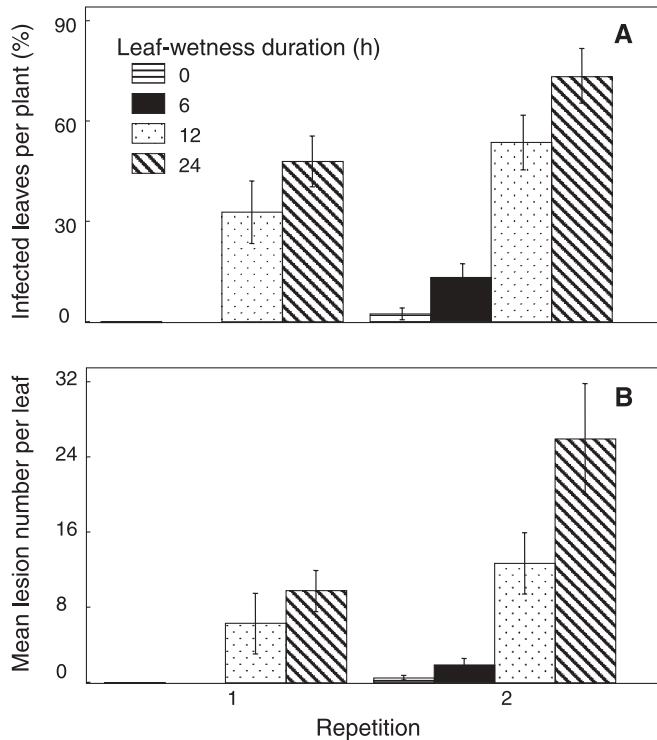 90
60
30
0
Infected leaves per plant (%)
Leaf-wetness duration (h)
0
6
12
24
A
32
24
16
8
0
Mean lesion number per leaf
B
1
2
Repetition